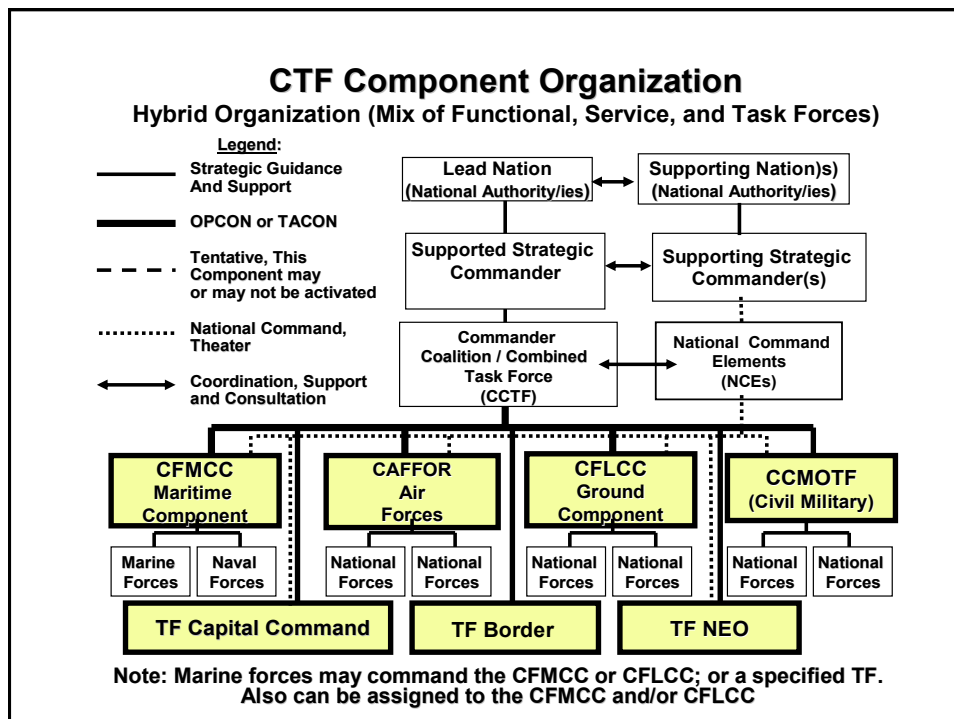 CTF Component Organization
Hybrid Organization (Mix of Functional, Service, and Task Forces)
Legend:
Strategic Guidance
And Support
OPCON or TACON
Tentative, This
Component may
or may not be activated
National Command,
Theater
Coordination, Support
and Consultation
Lead Nation
(National Authority/ies)
Supporting Nation)s)
(National Authority/ies)
Supported Strategic
Commander
Supporting Strategic
Commander(s)
Commander
Coalition / Combined
Task Force
(CCTF)
National Command
Elements
(NCEs)
CFMCC
Maritime
Component
CAFFOR
Air
Forces
CFLCC
Ground
Component
CCMOTF
(Civil Military)
Marine
Forces
Naval
Forces
National
Forces
National
Forces
National
Forces
National
Forces
National
Forces
National
Forces
TF Capital Command
TF Border
TF NEO
Note: Marine forces may command the CFMCC or CFLCC; or a specified TF.
Also can be assigned to the CFMCC and/or CFLCC